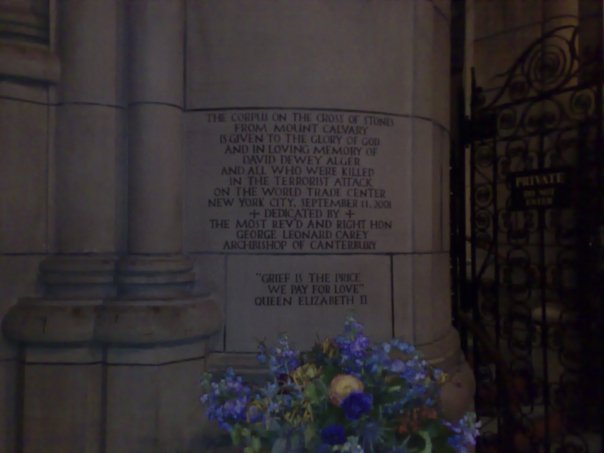 THE CORPUS ON THE CROSS OF STONES
FROM MOUNT CALVARY
IS GIVEN TO THE GLORY OF GOD
AND IN LOVING MEMORY OF
DAVID DEWEY ALGER
AND ALL WHO WERE KILLED
IN THE TERRORIST ATTACK
ON THE WORLD TRADE CENTER
NEW YORK CITY, SEPTEMBER 11, 2001
+ DEDICATED BY +
THE MOST REV'D AND RIGHT HON
GEORGE LEONARD CAREY
ARCHBISHOP OF CANTERBURY
"GRIEF IS THE PRICE
WE PAY FOR LOVE"
QUEEN ELIZABETH II
PRIVATE
DO NOT
ENTER